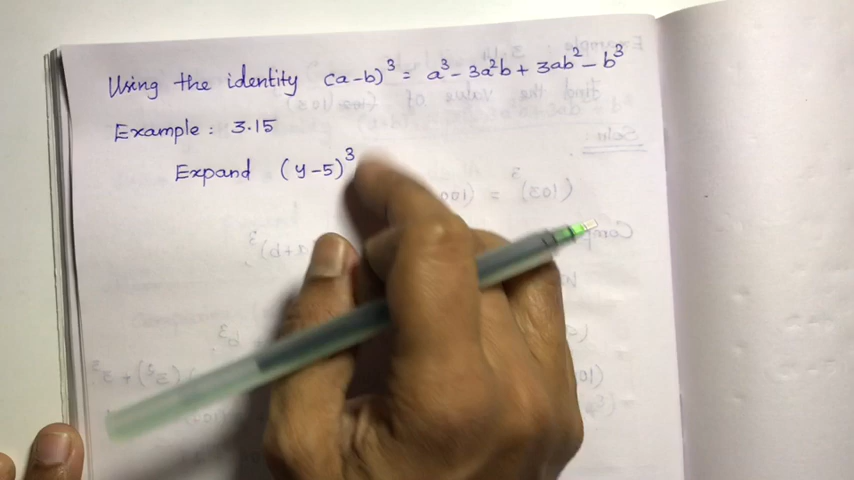 Using the identity (a-b)³ = a³ - 3a²b + 3ab² - b³
Example : 3.15
Expand (y-5)³